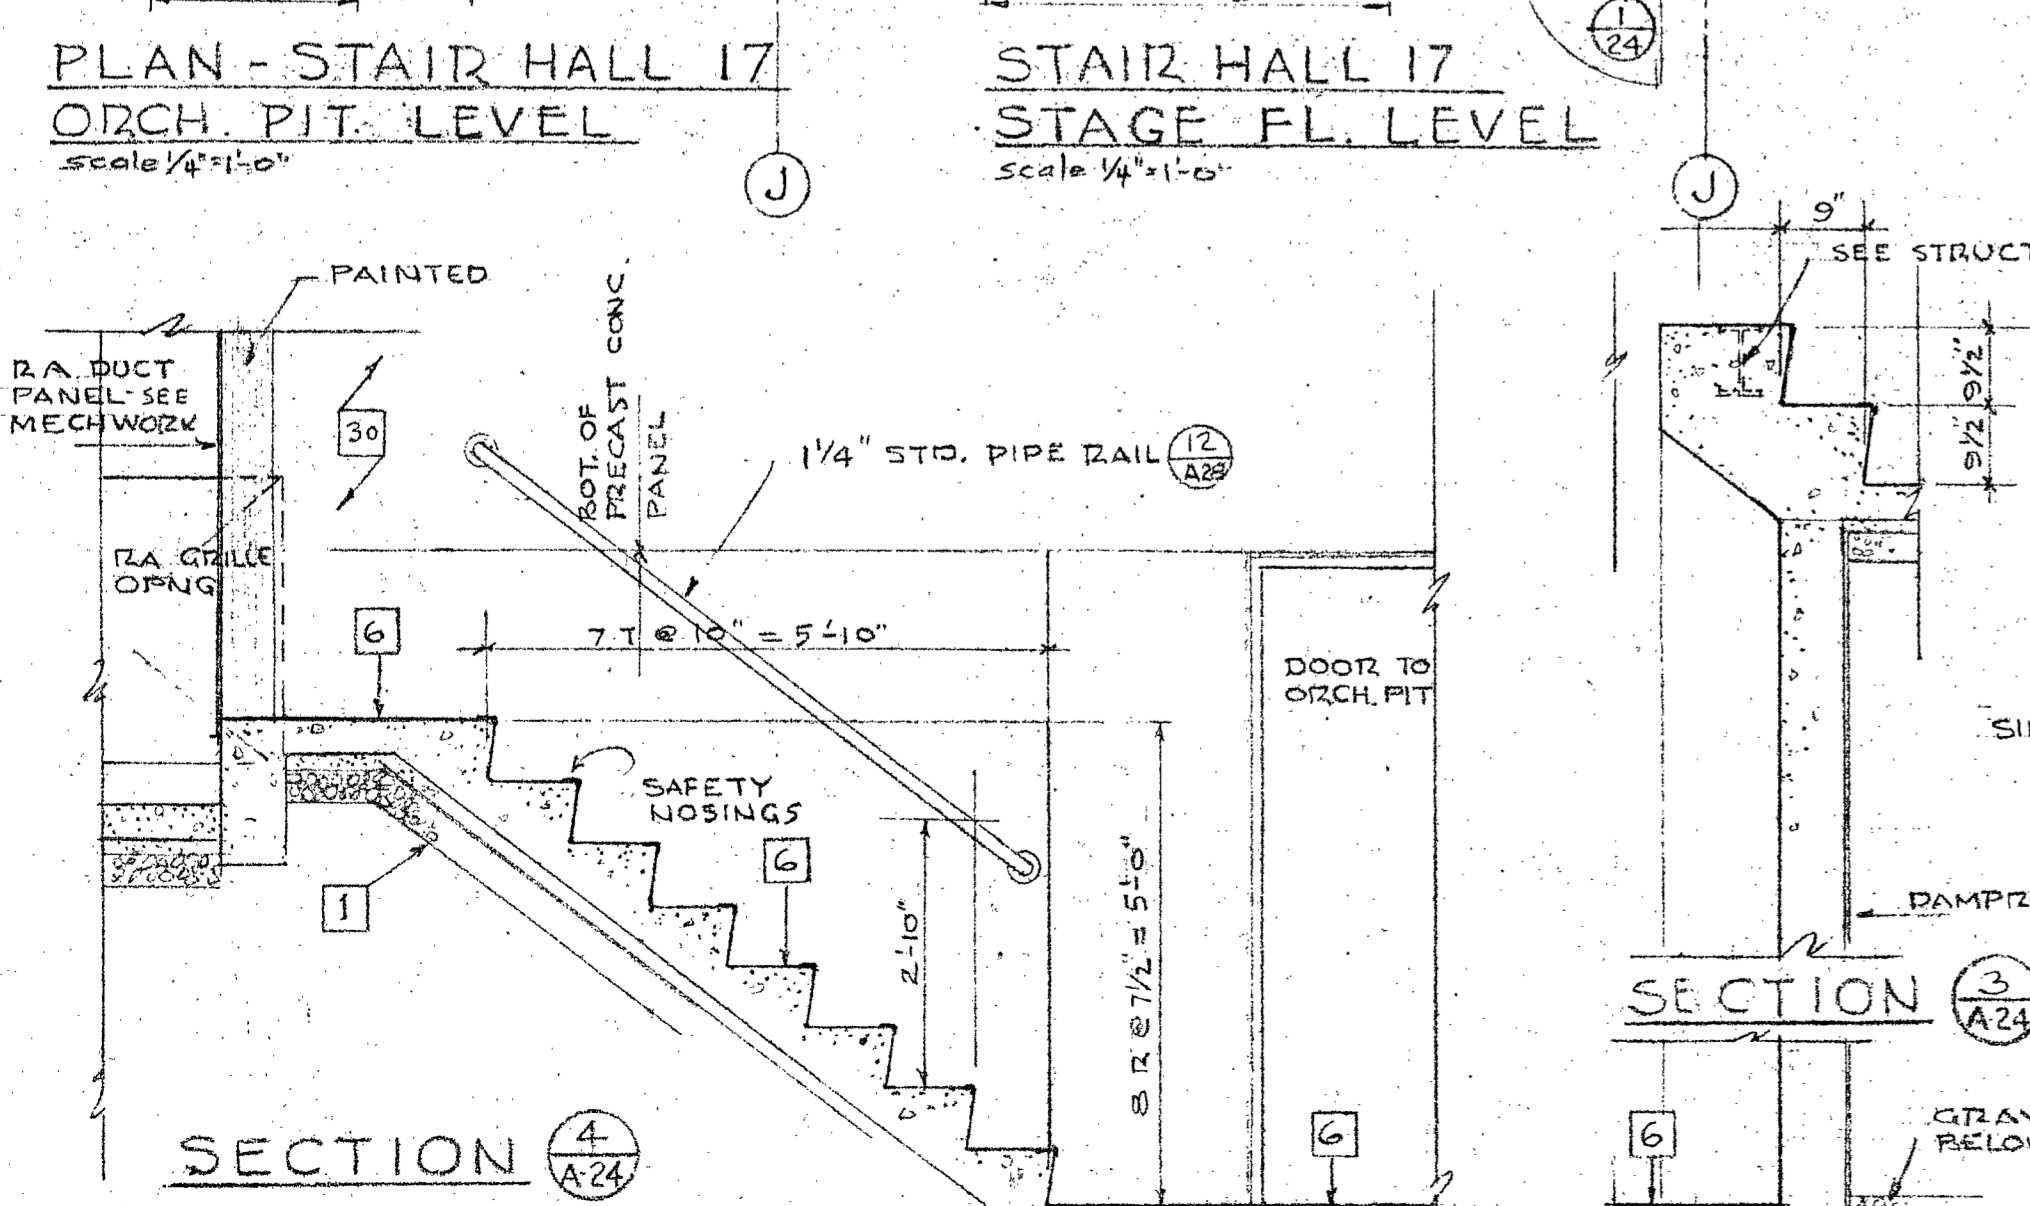 PLAN - STAIR HALL 17
ORCH. PIT. LEVEL
scale 1/4"=1'-0"
J
STAIR HALL 17
STAGE FL. LEVEL
scale 1/4"=1'-0"
1
24
J
9"
SEE STRUCT
9 1/2"
9 1/2"
PAINTED
R.A. DUCT
PANEL-SEE
MECH WORK
30
BOT. OF
PRECAST CONC.
PANEL
1 1/4" STD. PIPE RAIL
12
A28
RA GRILLE
OPNG
6
7 T @ 10" = 5'-10"
DOOR TO
ORCH. PIT
SAFETY
NOSINGS
6
1
2'-10"
8 R @ 7 1/2" = 5'-0"
DAMPR
SECTION
3
A-24
SECTION
4
A-24
6
6
GRA
BELO